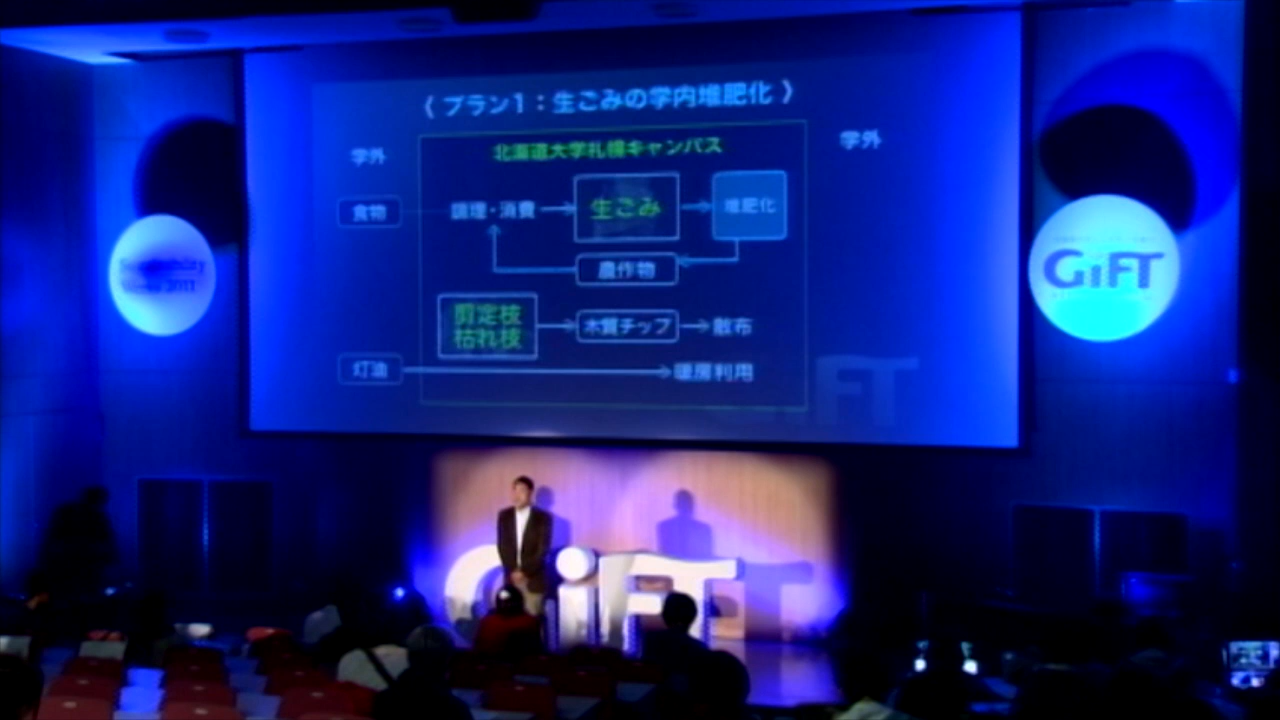 〈 プラン1：生ごみの学内堆肥化 〉
北海道大学札幌キャンパス
学外
学外
食物
調理・消費
生ごみ
堆肥化
農作物
剪定枝
枯れ枝
木質チップ
散布
灯油
暖房利用
FT
GiFT
GiFT